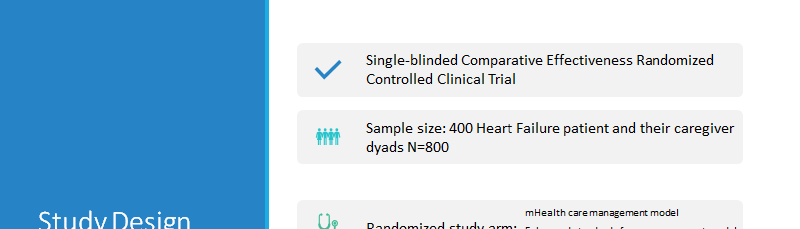 Single-blinded Comparative Effectiveness Randomized
Controlled Clinical Trial
Sample size: 400 Heart Failure patient and their caregiver
dyads N=800
Study Design
mHealth care management model
Randomized study arm: